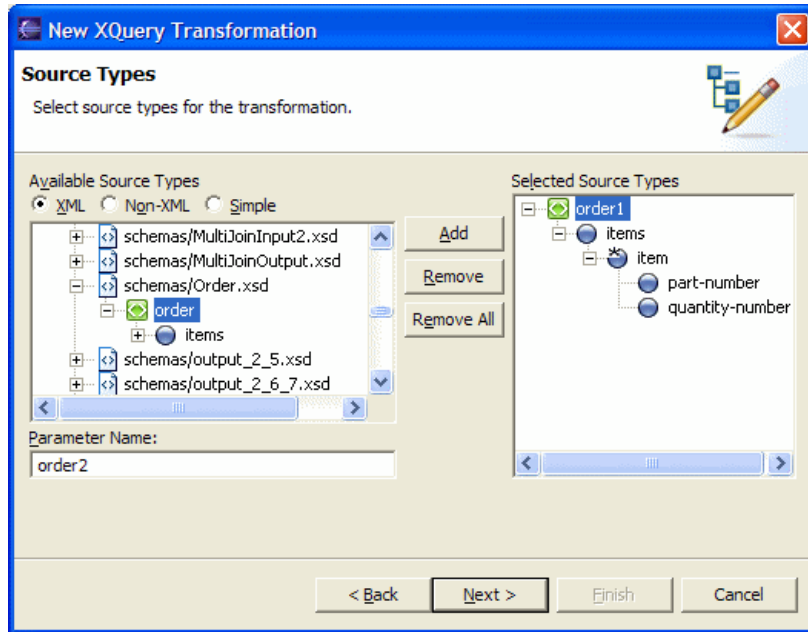 New XQuery Transformation
Source Types
Select source types for the transformation.
Available Source Types
XML Non-XML Simple
schemas/MultiJoinInput2.xsd
schemas/MultiJoinOutput.xsd
schemas/Order.xsd
order
items
schemas/output_2_5.xsd
schemas/output_2_6_7.xsd
Parameter Name:
order2
Add
Remove
Remove All
Selected Source Types
order1
items
item
part-number
quantity-number
< Back Next > Finish Cancel